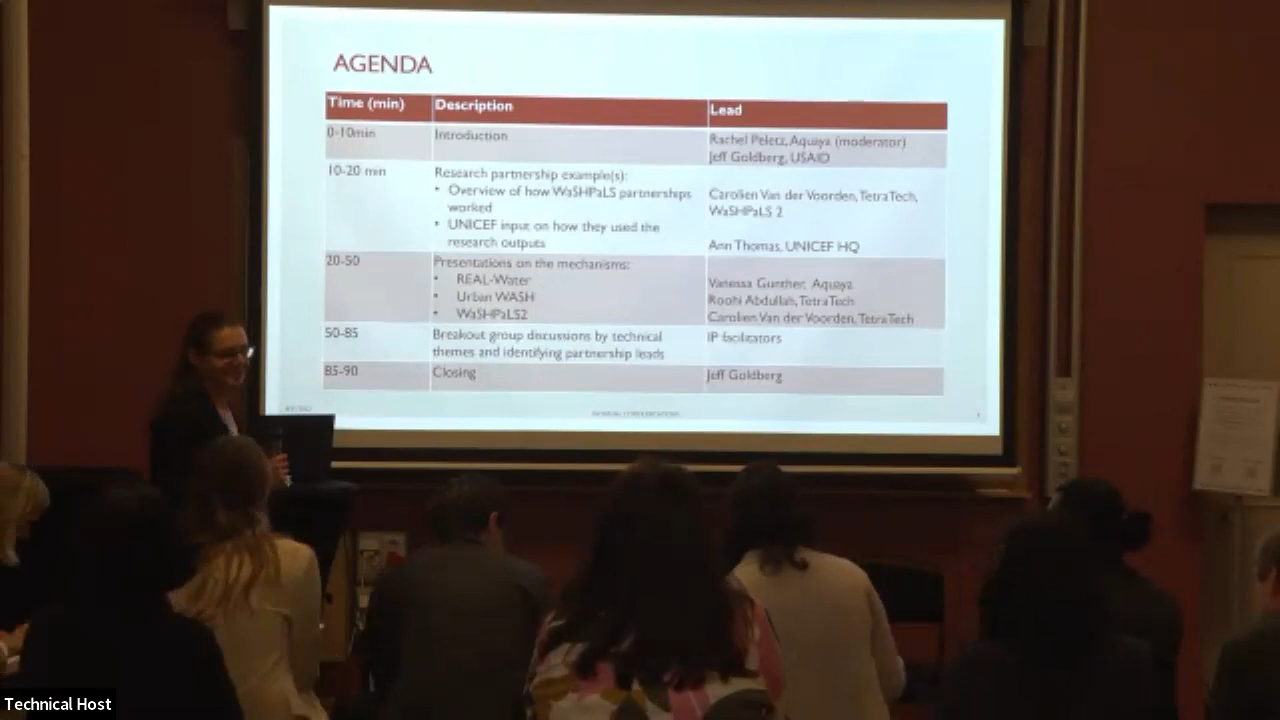 AGENDA
Time (min) Description Lead
0-10min Introduction Rachel Peletz, Aquaya (moderator)
Jeff Goldberg, USAID
10-20 min Research partnership example(s):
• Overview of how WaSHPaLS partnerships Carolien Van der Voorden, TetraTech,
worked WaSHPaLS 2
• UNICEF input on how they used the
research outputs Ann Thomas, UNICEF HQ
20-50 Presentations on the mechanisms:
• REAL-Water Vanessa Gunther, Aquaya
• Urban WASH Roohi Abdullah, TetraTech
• WaSHPaLS2 Carolien Van der Voorden, TetraTech
50-85 Breakout group discussions by technical IP facilitators
themes and identifying partnership leads
85-90 Closing Jeff Goldberg
Technical Host